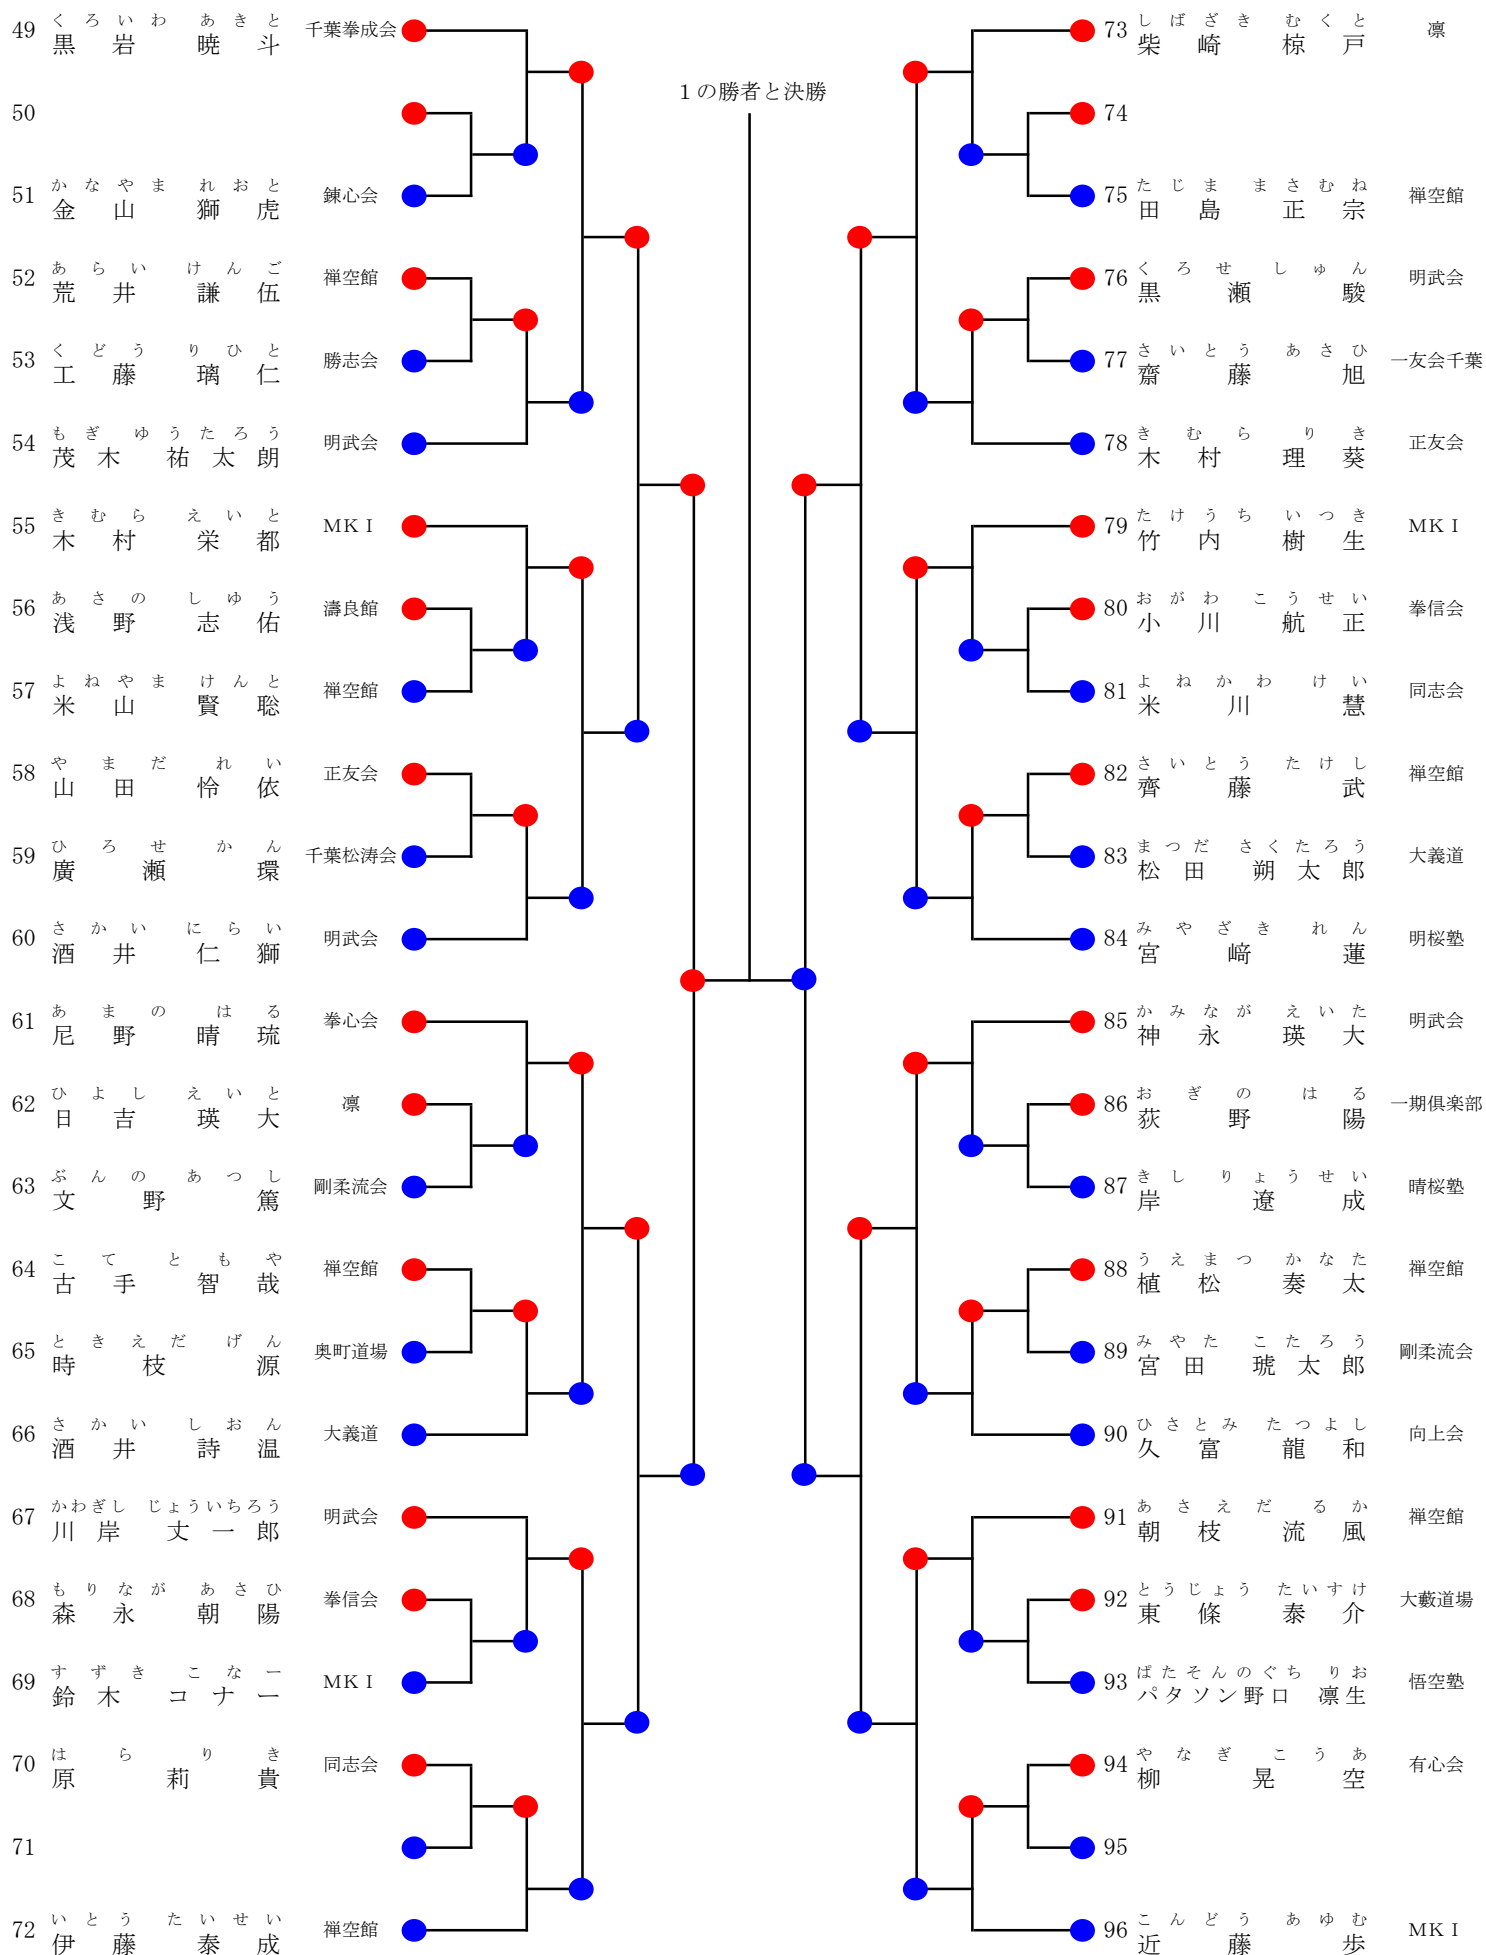 1の勝者と決勝
くろいわ あきと
49 黒岩 暁斗 千葉拳成会
50
かなやま れおと
51 金山 獅虎 錬心会
あらい けんご
52 荒井 謙伍 禅空館
くどう りひと
53 工藤 璃仁 勝志会
もぎ ゆうたろう
54 茂木 祐太朗 明武会
きむら えいと
55 木村 栄都 MKI
あさの しゆう
56 浅野 志佑 濤良館
よねやま けんと
57 米山 賢聡 禅空館
やまだ れい
58 山田 怜依 正友会
ひろせ かん
59 廣瀬 環 千葉松涛会
さかい にらい
60 酒井 仁獅 明武会
あまの はる
61 尼野 晴琉 拳心会
ひよし えいと
62 日吉 瑛大 凛
ぶんの あつし
63 文野 篤 剛柔流会
こて ともや
64 古手 智哉 禅空館
ときえだ げん
65 時枝 源 奥町道場
さかい しおん
66 酒井 詩温 大義道
かわぎし じょういちろう
67 川岸 丈一郎 明武会
もりなが あさひ
68 森永 朝陽 拳信会
すずき こなー
69 鈴木 コナー MKI
はら りき
70 原 莉貴 同志会
71
いとう たいせい
72 伊藤 泰成 禅空館
しばざき むくと
73 柴崎 椋戸 凛
74
たじま まさむね
75 田島 正宗 禅空館
くろせ しゅん
76 黒瀬 駿 明武会
さいとう あさひ
77 齋藤 旭 一友会千葉
きむら りき
78 木村 理葵 正友会
たけうち いつき
79 竹内 樹生 MKI
おがわ こうせい
80 小川 航正 拳信会
よねかわ けい
81 米川 慧 同志会
さいとう たけし
82 齊藤 武 禅空館
まつだ さくたろう
83 松田 朔太郎 大義道
みやざき れん
84 宮﨑 蓮 明桜塾
かみなが えいた
85 神永 瑛大 明武会
おぎの はる
86 荻野 陽 一期倶楽部
きし りょうせい
87 岸 遼成 晴桜塾
うえまつ かなた
88 植松 奏太 禅空館
みやた こたろう
89 宮田 琥太郎 剛柔流会
ひさとみ たつよし
90 久富 龍和 向上会
あさえだ るか
91 朝枝 流風 禅空館
とうじょう たいすけ
92 東條 泰介 大藪道場
ぱたそんのぐち りお
93 パタソン野口 凛生 悟空塾
やなぎ こうあ
94 柳 晃空 有心会
95
こんどう あゆむ
96 近藤 歩 MKI